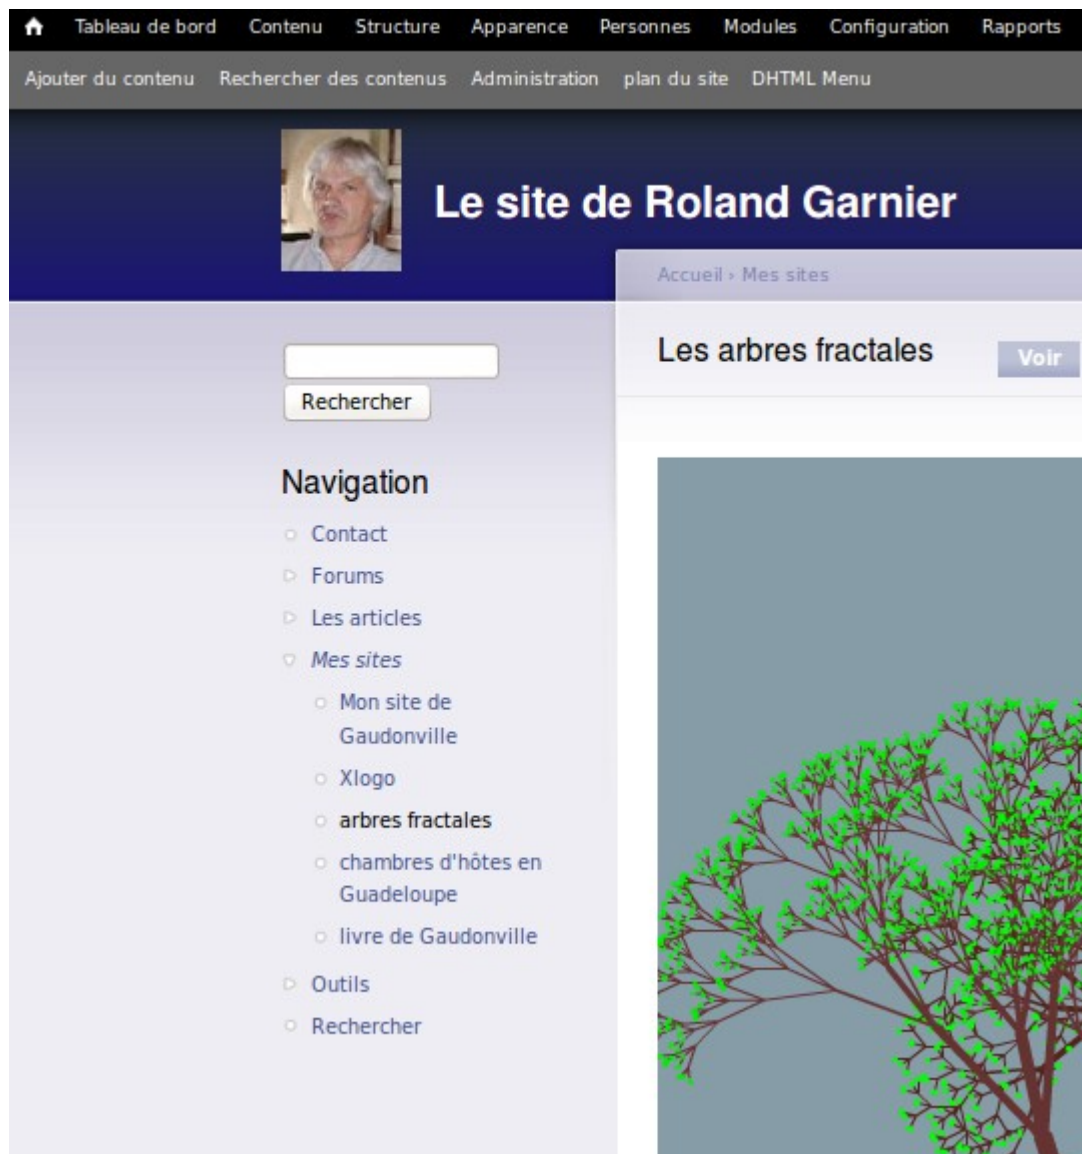 Tableau de bord Contenu Structure Apparence Personnes Modules Configuration Rapports
Ajouter du contenu Rechercher des contenus Administration plan du site DHTML Menu
Le site de Roland Garnier
Accueil › Mes sites
Les arbres fractales
Voir
Rechercher
Navigation
Contact
Forums
Les articles
Mes sites
Mon site de
Gaudonville
Xlogo
arbres fractales
chambres d'hôtes en
Guadeloupe
livre de Gaudonville
Outils
Rechercher